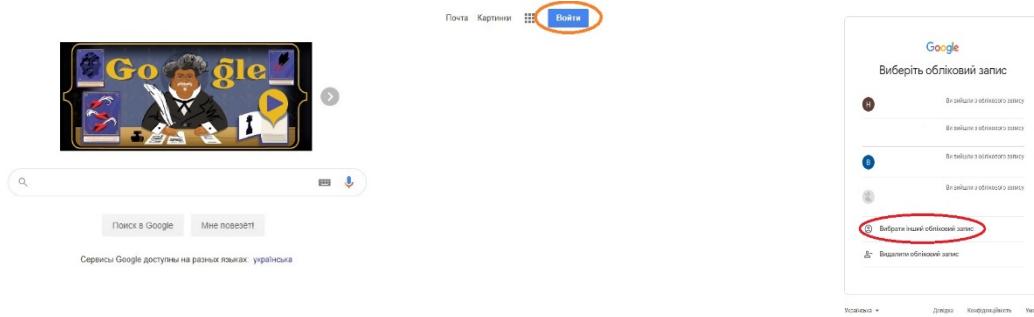 Почта Картинки Войти
Google
Поиск в Google Мне повезёт!
Сервисы Google доступны на разных языках: українська
Google
Виберіть обліковий запис
H
Ви вийшли з облікового запису
Ви вийшли з облікового запису
B
Ви вийшли з облікового запису
Ви вийшли з облікового запису
Вибрати інший обліковий запис
Видалити обліковий запис
Українська Довідка Конфіденційність